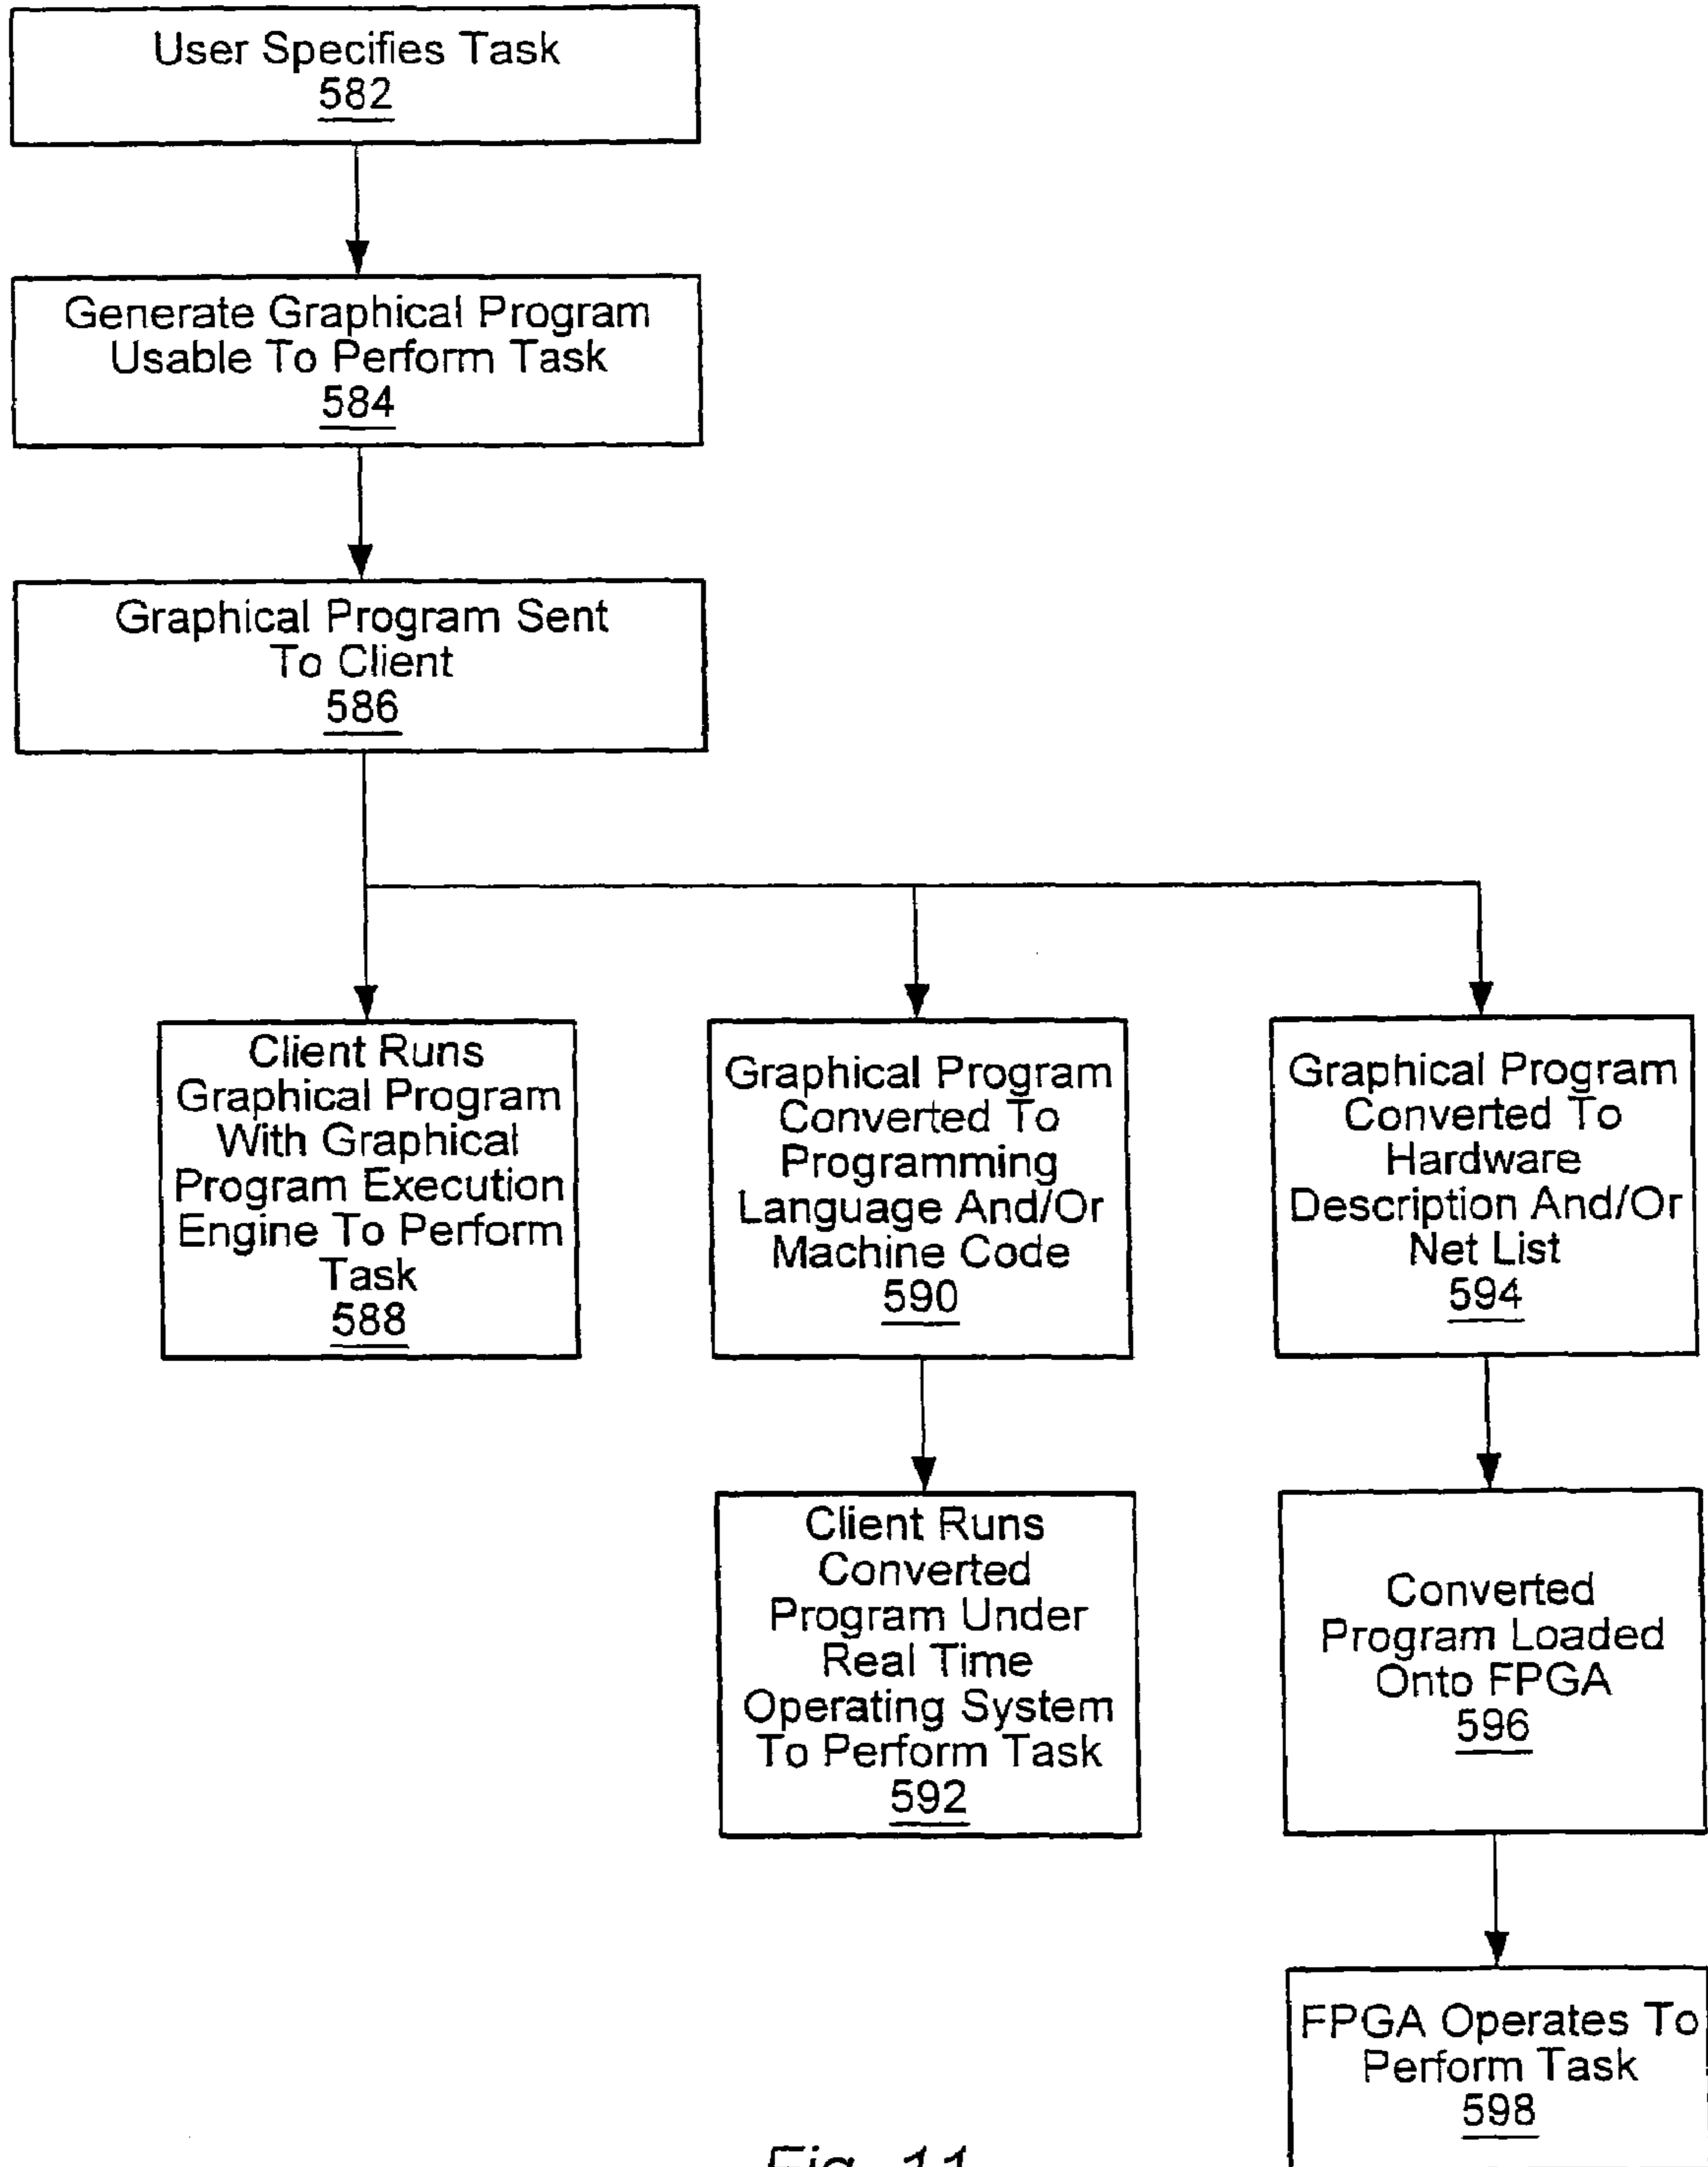 User Specifies Task
582
Generate Graphical Program
Usable To Perform Task
584
Graphical Program Sent
To Client
586
Client Runs
Graphical Program
With Graphical
Program Execution
Engine To Perform
Task
588
Graphical Program
Converted To
Programming
Language And/Or
Machine Code
590
Graphical Program
Converted To
Hardware
Description And/Or
Net List
594
Client Runs
Converted
Program Under
Real Time
Operating System
To Perform Task
592
Converted
Program Loaded
Onto FPGA
596
FPGA Operates To
Perform Task
598
Fig. 11